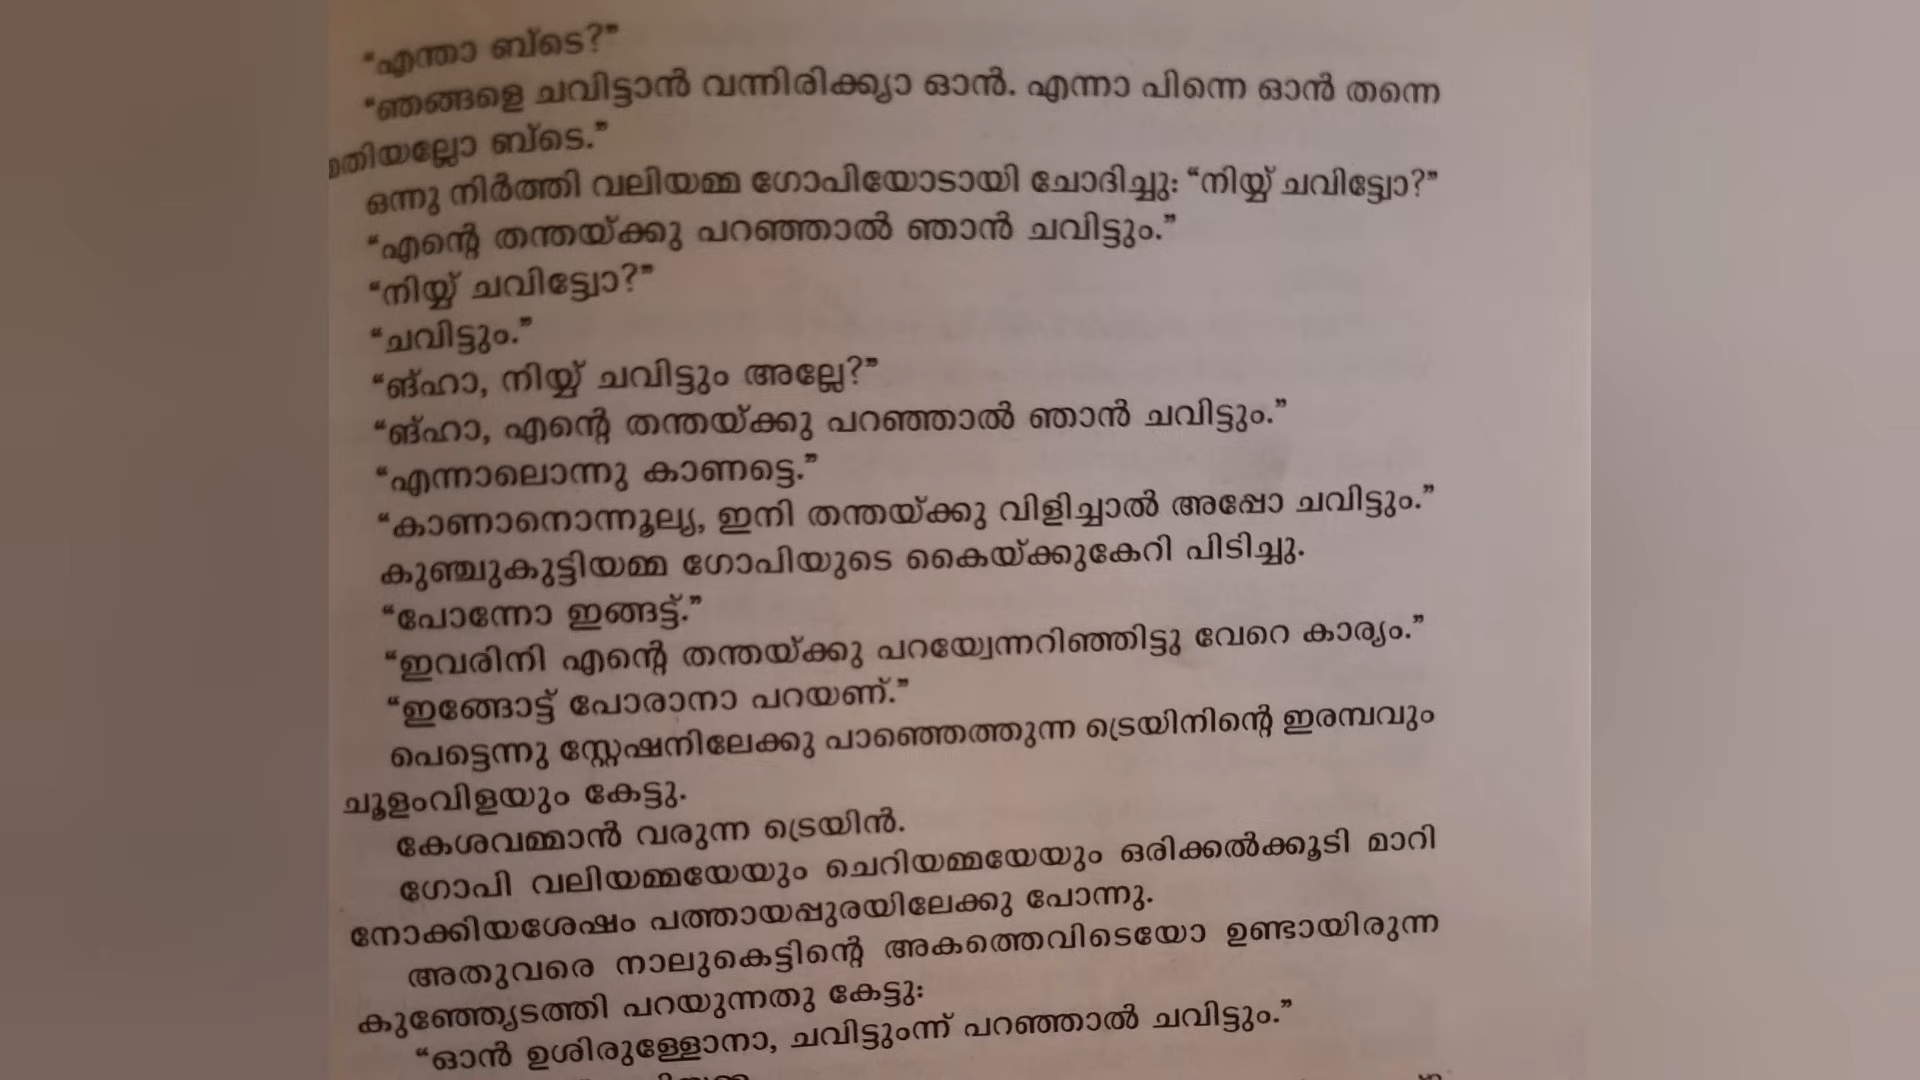 “എന്താ ബ്ടെ?”
“ഞങ്ങളെ ചവിട്ടാൻ വന്നിരിക്ക്യാ ഓൻ. എന്നാ പിന്നെ ഓൻ തന്നെ
മതിയല്ലോ ബ്ടെ.”
ഒന്നു നിർത്തി വലിയമ്മ ഗോപിയോടായി ചോദിച്ചു: “നിയ്യ് ചവിട്ട്വോ?”
“എന്റെ തന്തയ്ക്കു പറഞ്ഞാൽ ഞാൻ ചവിട്ടും.”
“നിയ്യ് ചവിട്ട്വോ?”
“ചവിട്ടും.”
“ങ്ഹാ, നിയ്യ് ചവിട്ടും അല്ലേ?”
“ങ്ഹാ, എന്റെ തന്തയ്ക്കു പറഞ്ഞാൽ ഞാൻ ചവിട്ടും.”
“എന്നാലൊന്നു കാണട്ടെ.”
“കാണാനൊന്നൂല്യ, ഇനി തന്തയ്ക്കു വിളിച്ചാൽ അപ്പോ ചവിട്ടും.”
കുഞ്ചുകുട്ടിയമ്മ ഗോപിയുടെ കൈയ്ക്കുകേറി പിടിച്ചു.
“പോന്നോ ഇങ്ങട്ട്.”
“ഇവരിനി എന്റെ തന്തയ്ക്കു പറയ്വേന്നറിഞ്ഞിട്ടു വേറെ കാര്യം.”
“ഇങ്ങോട്ട് പോരാനാ പറയണ്.”
പെട്ടെന്നു സ്റ്റേഷനിലേക്കു പാഞ്ഞെത്തുന്ന ട്രെയിനിന്റെ ഇരമ്പവും
ചൂളംവിളയും കേട്ടു.
കേശവമ്മാൻ വരുന്ന ട്രെയിൻ.
ഗോപി വലിയമ്മയേയും ചെറിയമ്മയേയും ഒരിക്കൽക്കൂടി മാറി
നോക്കിയശേഷം പത്തായപ്പുരയിലേക്കു പോന്നു.
അതുവരെ നാലുകെട്ടിന്റെ അകത്തെവിടെയോ ഉണ്ടായിരുന്ന
കുഞ്ഞ്യേടത്തി പറയുന്നതു കേട്ടു:
“ഓൻ ഉശിരുള്ളോനാ, ചവിട്ടുംന്ന് പറഞ്ഞാൽ ചവിട്ടും.”